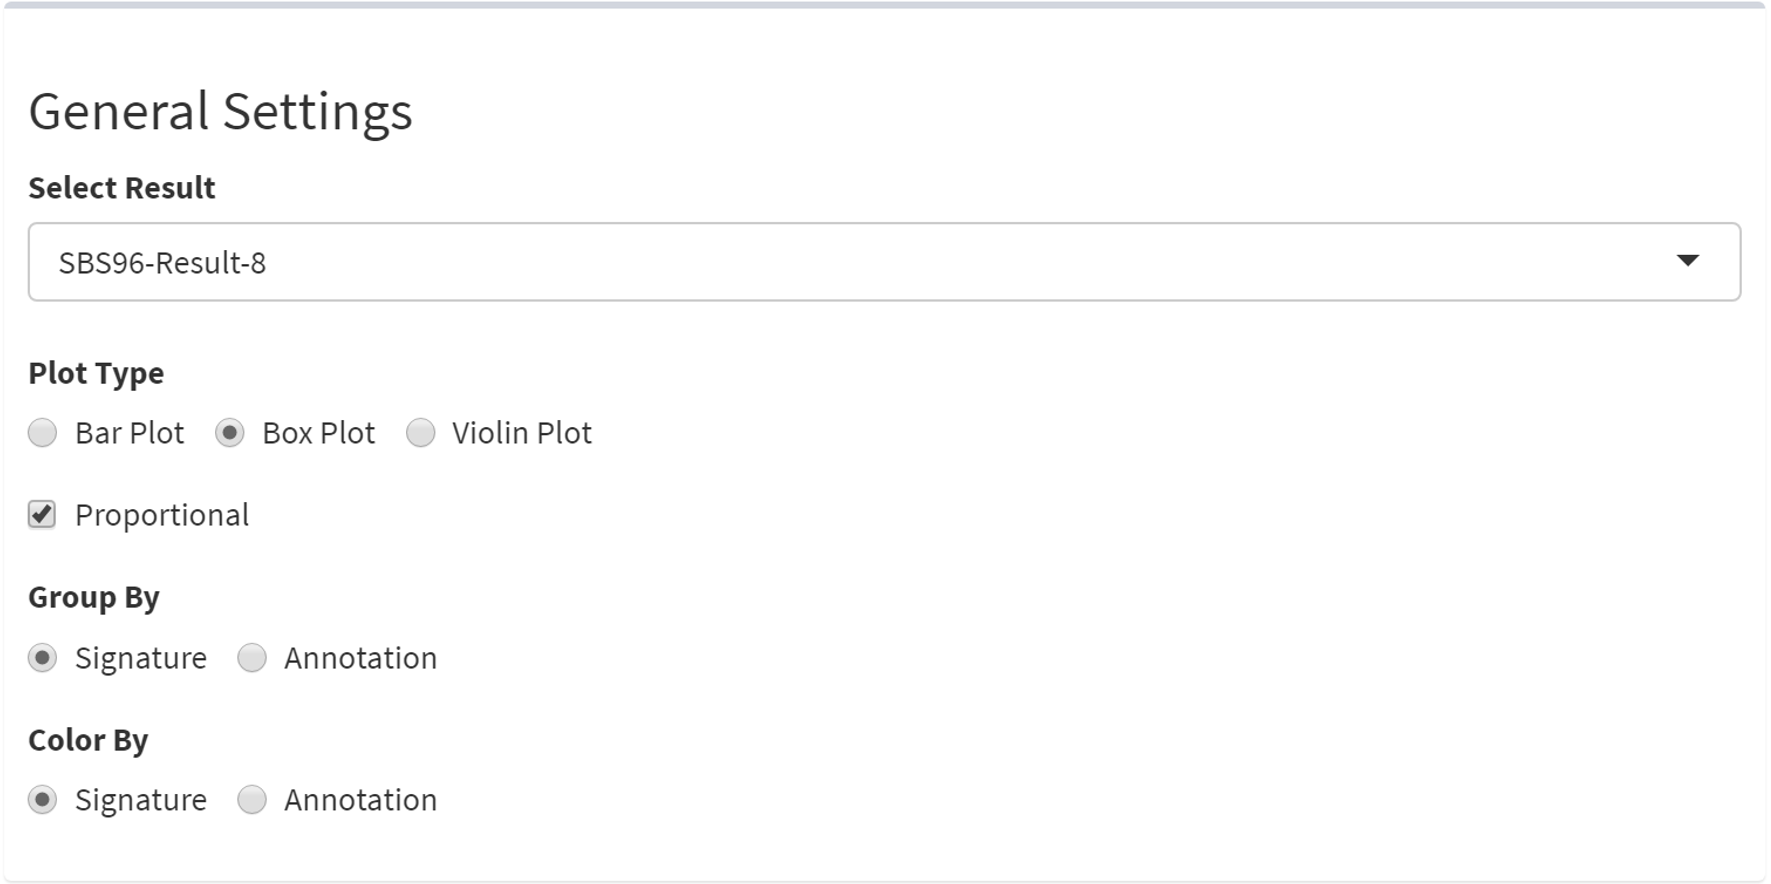 General Settings
Select Result
SBS96-Result-8
Plot Type
Bar Plot Box Plot Violin Plot
Proportional
Group By
Signature Annotation
Color By
Signature Annotation